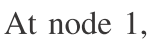 At node 1,